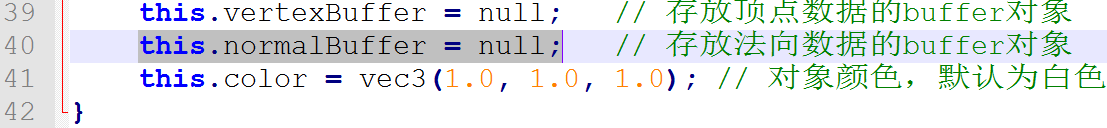 39 this.vertexBuffer = null; // 存放顶点数据的buffer对象
40 this.normalBuffer = null; // 存放法向数据的buffer对象
41 this.color = vec3(1.0, 1.0, 1.0); // 对象颜色，默认为白色
42 }